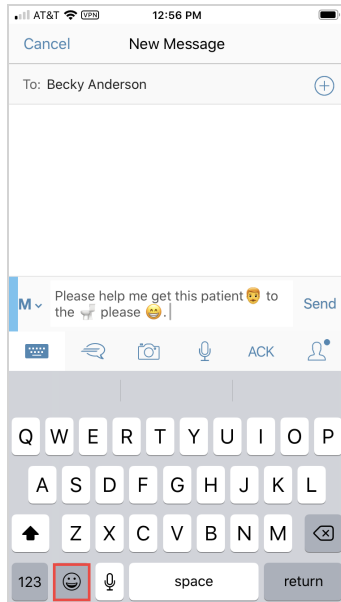 AT&T VPN 12:56 PM
Cancel New Message
To: Becky Anderson
M Please help me get this patient👨 to Send
the 🚽 please 😁.
ACK
Q W E R T Y U I O P
A S D F G H J K L
Z X C V B N M
123 space return